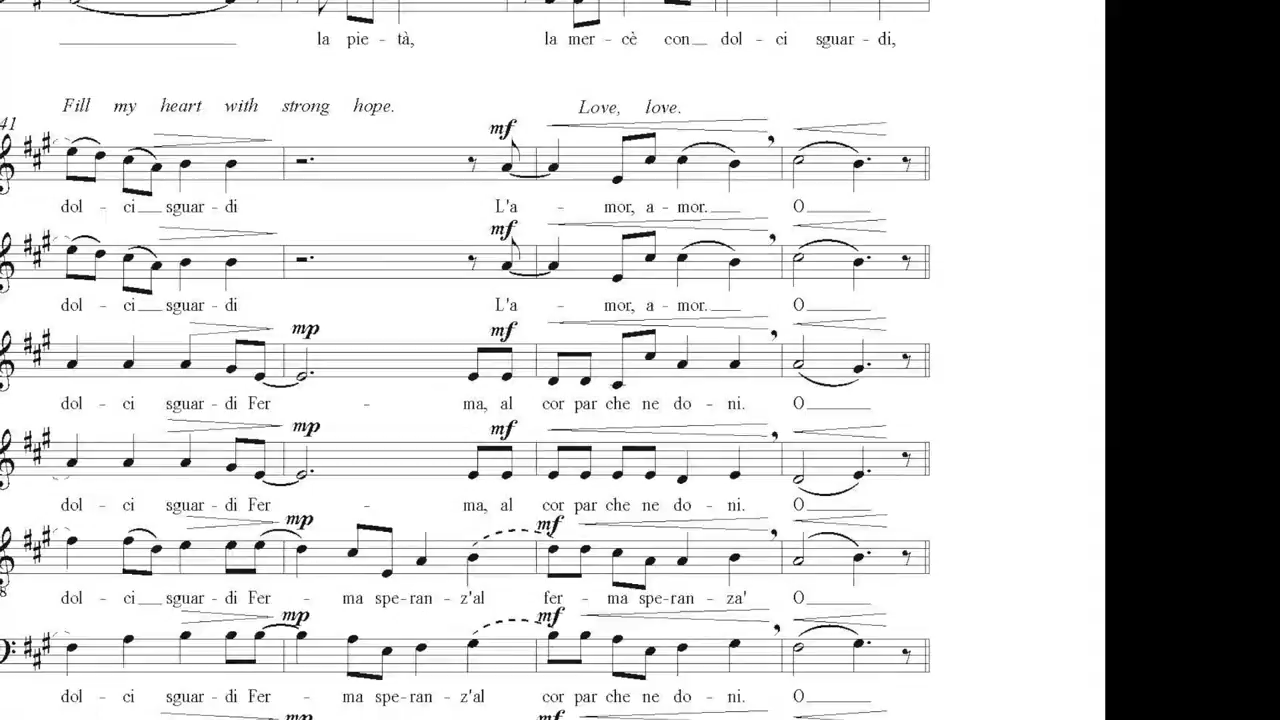 la pie - tà, la mer - cè con dol - ci sguar - di,
Fill my heart with strong hope. Love, love.
41
mf
dol - ci sguar - di L'a - mor, a - mor. O
mf
dol - ci sguar - di L'a - mor, a - mor. O
mp mf
dol - ci sguar - di Fer - ma, al cor par che ne do - ni. O
mp mf
dol - ci sguar - di Fer - ma, al cor par che ne do - ni. O
mp mf
8
dol - ci sguar - di Fer - ma spe - ran - z'al fer - ma spe - ran - za' O
mp mf
dol - ci sguar - di Fer - ma spe - ran - z'al cor par che ne do - ni. O
mp mf